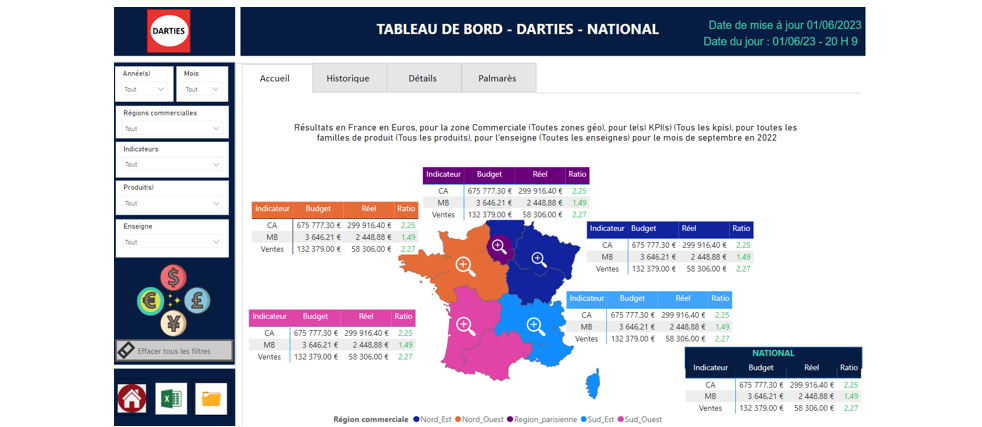 DARTIES
TABLEAU DE BORD - DARTIES - NATIONAL
Date de mise à jour 01/06/2023
Date du jour : 01/06/23 - 20 H 9
Année(s)
Mois
Tout
Tout
Régions commerciales
Tout
Indicateurs
Tout
Produit(s)
Tout
Enseigne
Tout
Effacer tous les filtres
Accueil
Historique
Détails
Palmarès
Résultats en France en Euros, pour la zone Commerciale (Toutes zones géo), pour le(s) KPI(s) (Tous les kpis), pour toutes les
familles de produit (Tous les produits), pour l'enseigne (Toutes les enseignes) pour le mois de septembre en 2022
Indicateur Budget Réel Ratio
CA 675 777,30 € 299 916,40 € 2,25
MB 3 646,21 € 2 448,88 € 1,49
Ventes 132 379,00 € 58 306,00 € 2,27
Indicateur Budget Réel Ratio
CA 675 777,30 € 299 916,40 € 2,25
MB 3 646,21 € 2 448,88 € 1,49
Ventes 132 379,00 € 58 306,00 € 2,27
Indicateur Budget Réel Ratio
CA 675 777,30 € 299 916,40 € 2,25
MB 3 646,21 € 2 448,88 € 1,49
Ventes 132 379,00 € 58 306,00 € 2,27
Indicateur Budget Réel Ratio
CA 675 777,30 € 299 916,40 € 2,25
MB 3 646,21 € 2 448,88 € 1,49
Ventes 132 379,00 € 58 306,00 € 2,27
Indicateur Budget Réel Ratio
CA 675 777,30 € 299 916,40 € 2,25
MB 3 646,21 € 2 448,88 € 1,49
Ventes 132 379,00 € 58 306,00 € 2,27
NATIONAL
Indicateur Budget Réel Ratio
CA 675 777,30 € 299 916,40 € 2,25
MB 3 646,21 € 2 448,88 € 1,49
Ventes 132 379,00 € 58 306,00 € 2,27
Région commerciale Nord_Est Nord_Ouest Region_parisienne Sud_Est Sud_Ouest